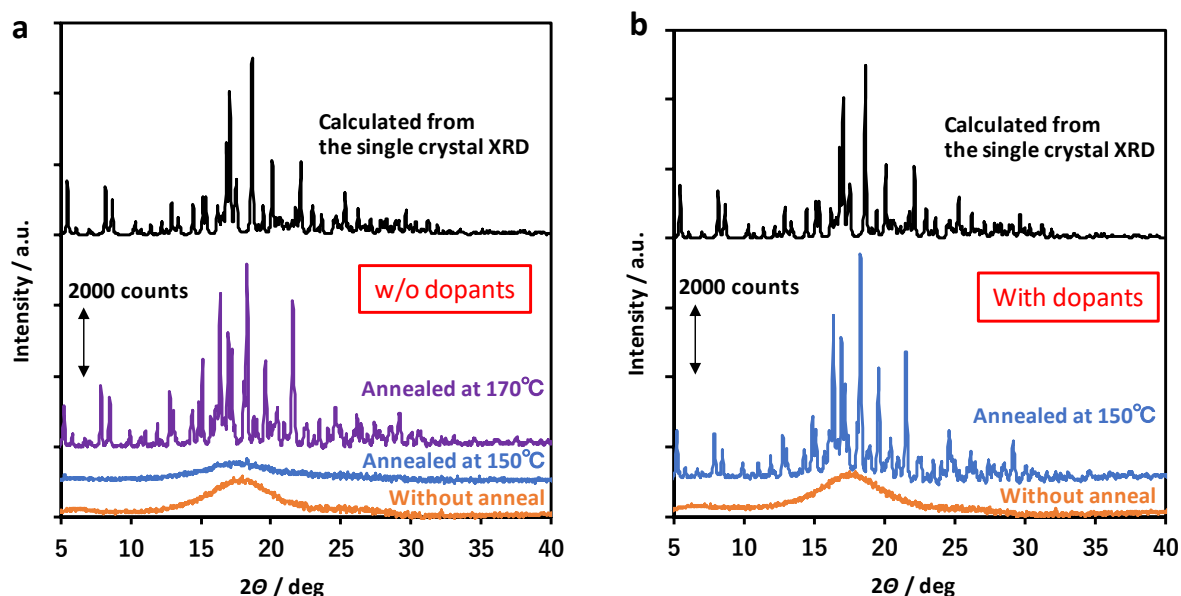 a
Calculated from
the single crystal XRD
w/o dopants
2000 counts
Annealed at 170℃
Annealed at 150℃
Without anneal
Intensity / a.u.
5 10 15 20 25 30 35 40
2Θ / deg
b
Calculated from
the single crystal XRD
With dopants
2000 counts
Annealed at 150℃
Without anneal
Intensity / a.u.
5 10 15 20 25 30 35 40
2Θ / deg